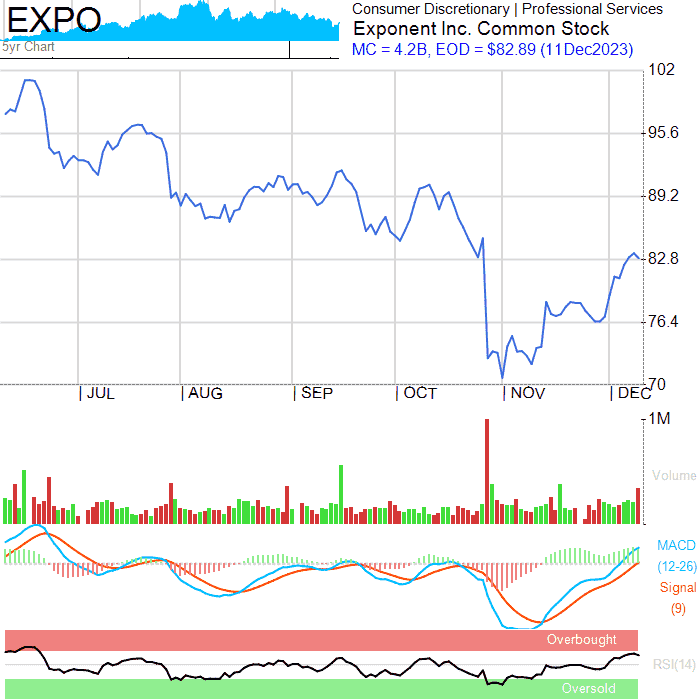 EXPO
5yr Chart
Consumer Discretionary | Professional Services
Exponent Inc. Common Stock
MC = 4.2B, EOD = $82.89 (11Dec2023)
102
95.6
89.2
82.8
76.4
70
JUL AUG SEP OCT NOV DEC
1M
Volume
MACD
(12-26)
Signal
(9)
Overbought
RSI(14)
Oversold